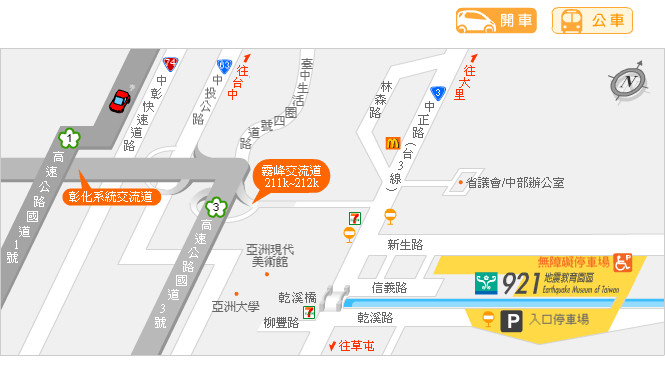 開車
公車
74
中彰快速道路
63
中投公路
往台中
臺中生活圈四號道路
林森路
往大里
3
中正路(台3線)
N
1
高速公路國道1號
彰化系統交流道
霧峰交流道
211k~212k
3
高速公路國道3號
省議會/中部辦公室
7
新生路
亞洲現代
美術館
亞洲大學
乾溪橋
7
柳豐路
信義路
乾溪路
往草屯
無障礙停車場
921 地震教育園區
Earthquake Museum of Taiwan
P 入口停車場